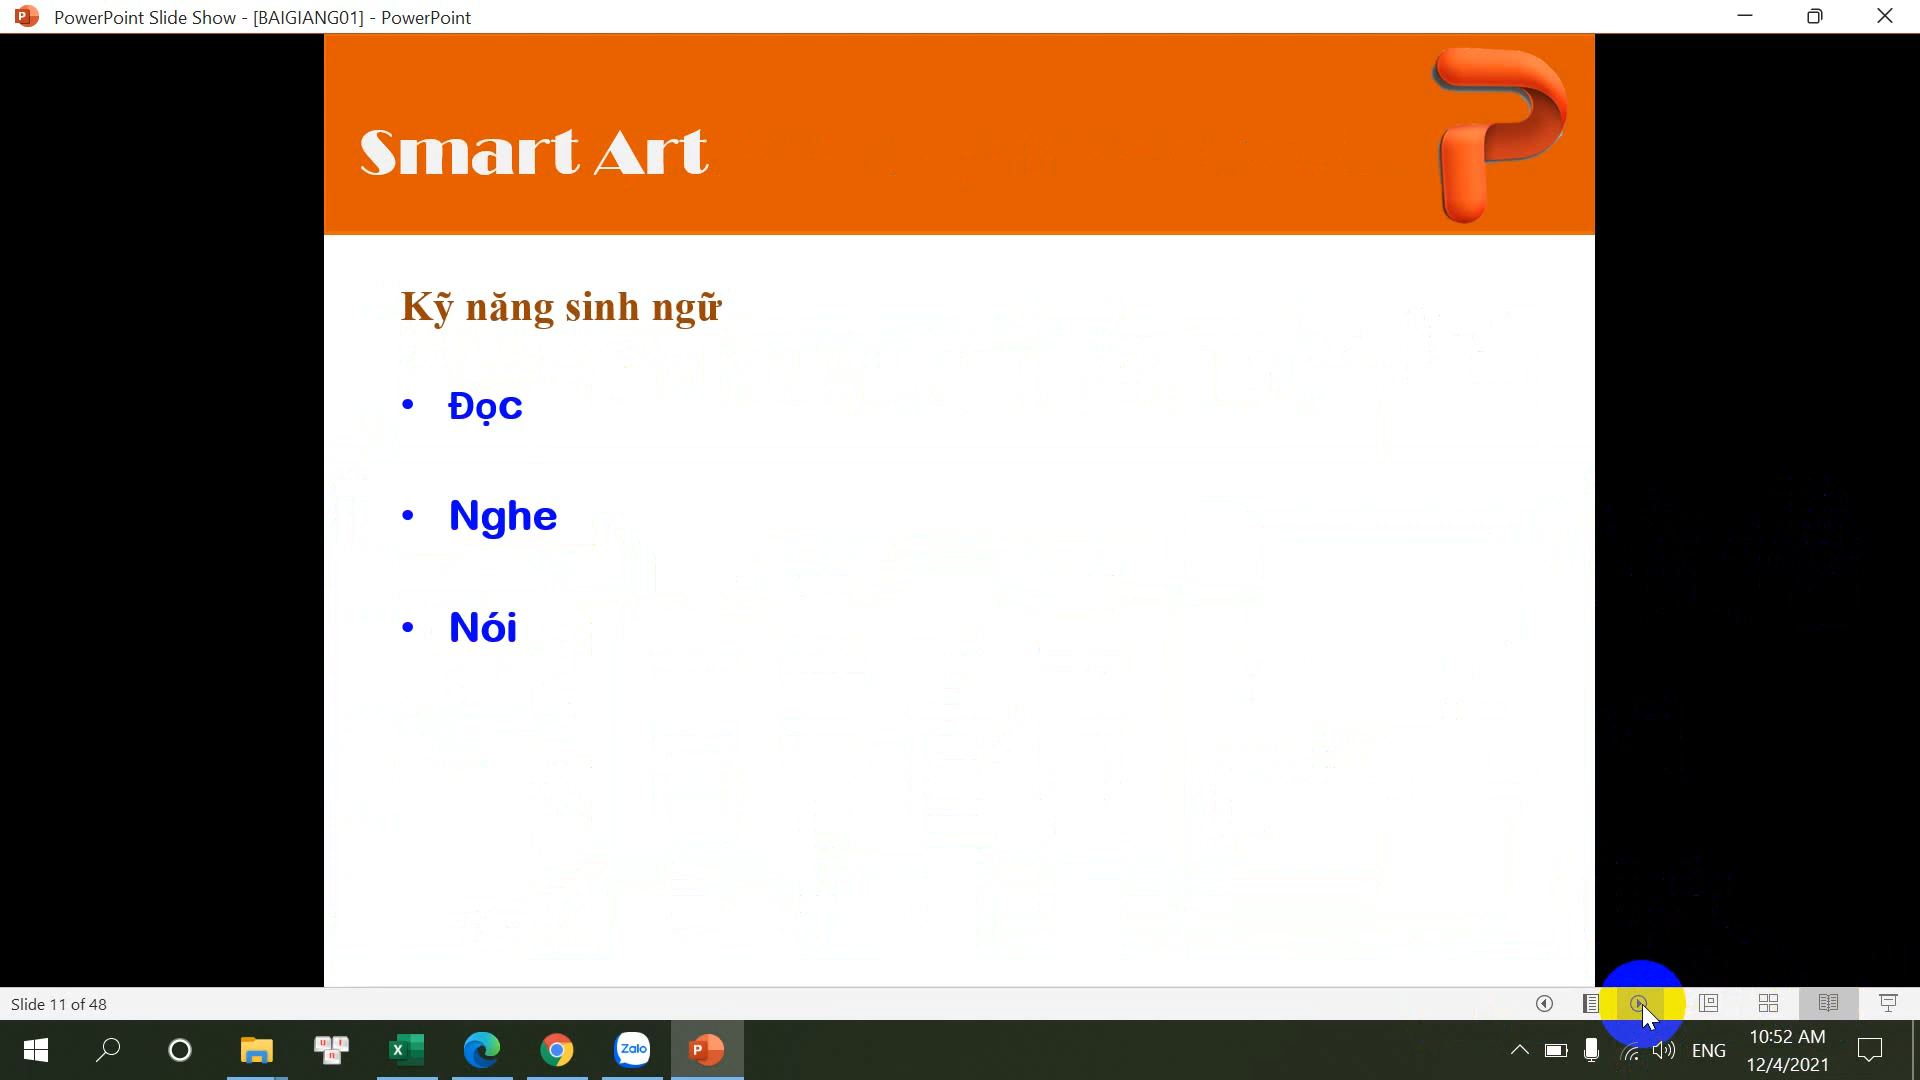 PowerPoint Slide Show - [BAIGIANG01] - PowerPoint
Smart Art
Kỹ năng sinh ngữ
• Đọc
• Nghe
• Nói
Slide 11 of 48
u i n
Zalo
ENG
10:52 AM
12/4/2021